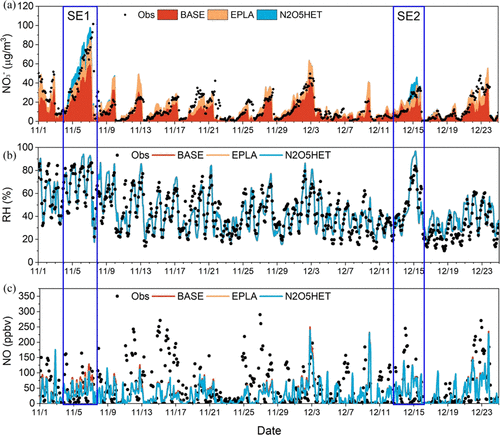 (a)
Obs BASE EPLA N2O5HET
SE1
SE2
NO₃⁻ (μg/m³)
120
100
80
60
40
20
0
11/1 11/5 11/9 11/13 11/17 11/21 11/25 11/29 12/3 12/7 12/11 12/15 12/19 12/23
(b)
Obs BASE EPLA N2O5HET
RH (%)
100
80
60
40
20
0
11/1 11/5 11/9 11/13 11/17 11/21 11/25 11/29 12/3 12/7 12/11 12/15 12/19 12/23
(c)
Obs BASE EPLA N2O5HET
NO (ppbv)
350
300
250
200
150
100
50
0
11/1 11/5 11/9 11/13 11/17 11/21 11/25 11/29 12/3 12/7 12/11 12/15 12/19 12/23
Date